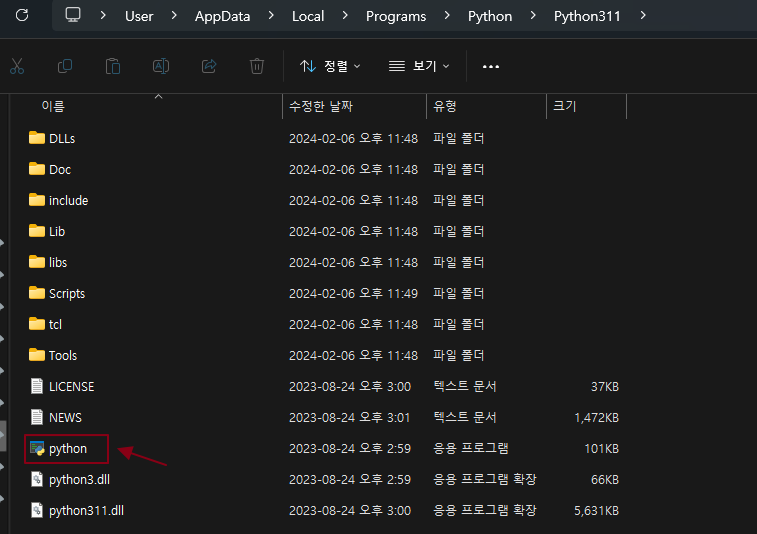 User > AppData > Local > Programs > Python > Python311 >
정렬 보기
이름 수정한 날짜 유형 크기
DLLs 2024-02-06 오후 11:48 파일 폴더
Doc 2024-02-06 오후 11:48 파일 폴더
include 2024-02-06 오후 11:48 파일 폴더
Lib 2024-02-06 오후 11:48 파일 폴더
libs 2024-02-06 오후 11:48 파일 폴더
Scripts 2024-02-06 오후 11:49 파일 폴더
tcl 2024-02-06 오후 11:48 파일 폴더
Tools 2024-02-06 오후 11:48 파일 폴더
LICENSE 2023-08-24 오후 3:00 텍스트 문서 37KB
NEWS 2023-08-24 오후 3:01 텍스트 문서 1,472KB
python 2023-08-24 오후 2:59 응용 프로그램 101KB
python3.dll 2023-08-24 오후 2:59 응용 프로그램 확장 66KB
python311.dll 2023-08-24 오후 3:00 응용 프로그램 확장 5,631KB